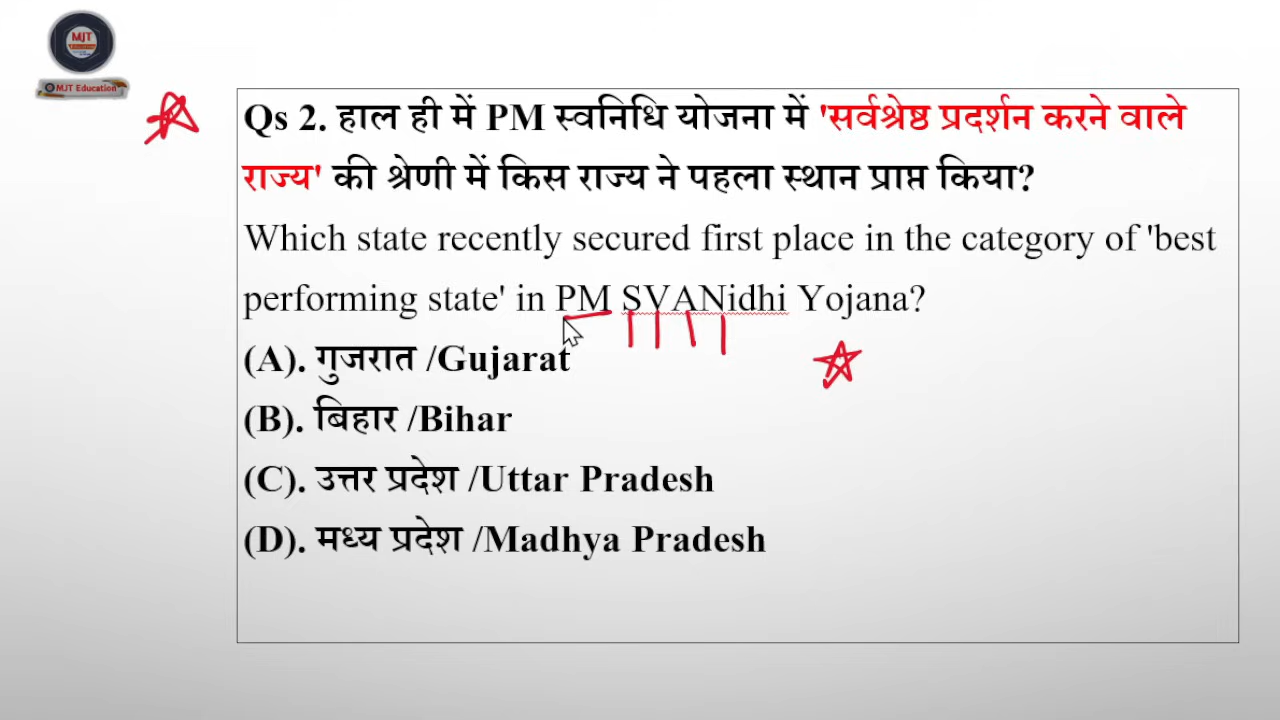 MJT
MJT Education
Qs 2. हाल ही में PM स्वनिधि योजना में 'सर्वश्रेष्ठ प्रदर्शन करने वाले
राज्य' की श्रेणी में किस राज्य ने पहला स्थान प्राप्त किया?
Which state recently secured first place in the category of 'best
performing state' in PM SVANidhi Yojana?
(A). गुजरात /Gujarat
(B). बिहार /Bihar
(C). उत्तर प्रदेश /Uttar Pradesh
(D). मध्य प्रदेश /Madhya Pradesh